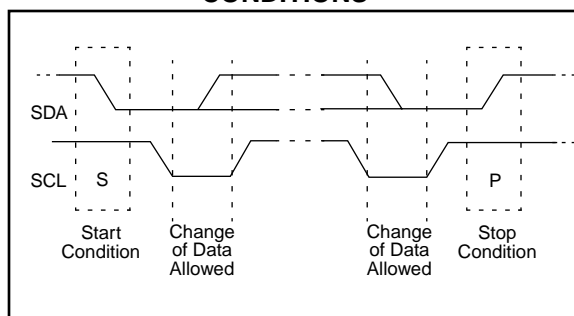 CONDITIONS
SDA
SCL
S
P
Start
Condition
Change
of Data
Allowed
Change
of Data
Allowed
Stop
Condition